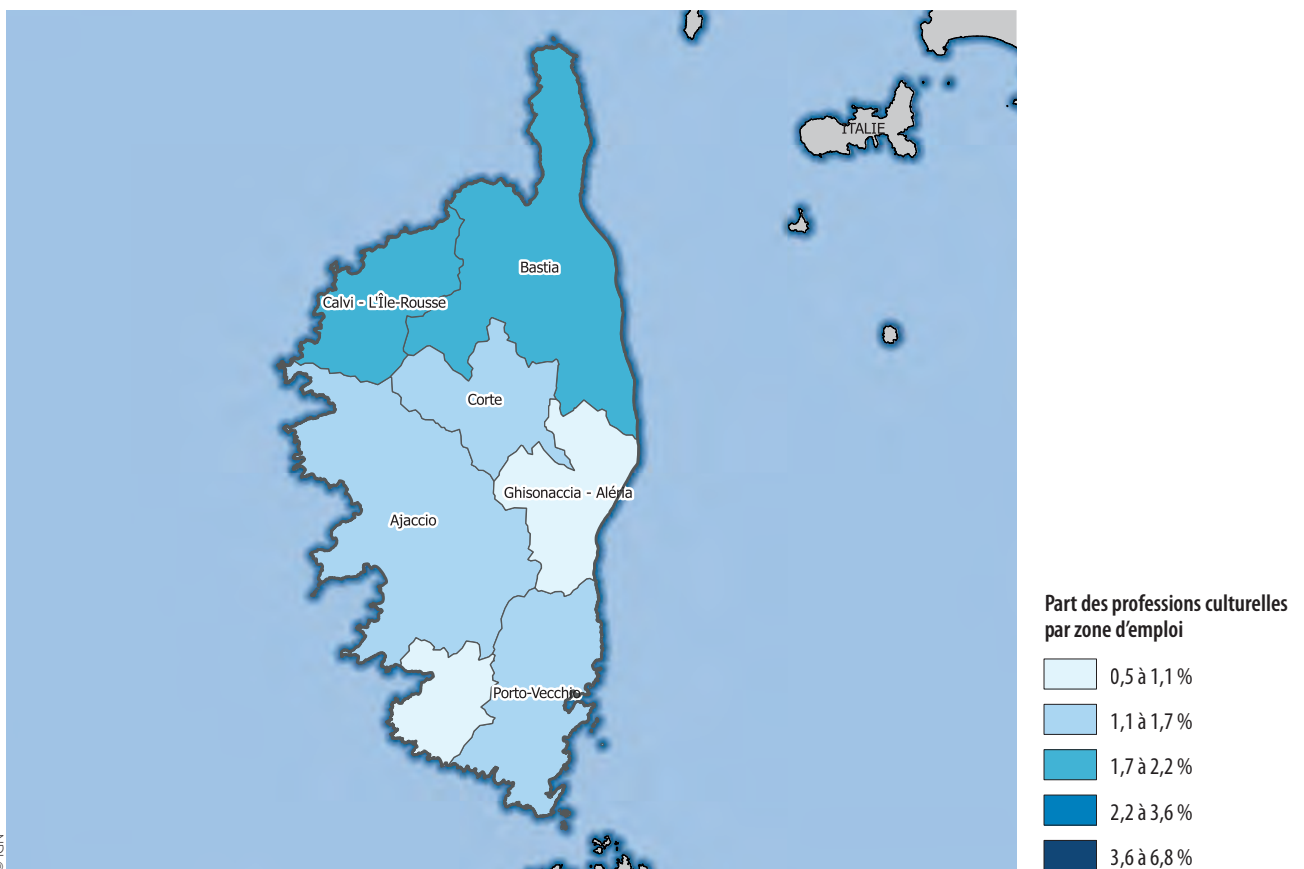 ITALIE
Bastia
Calvi - L'Île-Rousse
Corte
Ghisonaccia - Aléria
Ajaccio
Porto-Vecchio
Part des professions culturelles
par zone d'emploi
0,5 à 1,1 %
1,1 à 1,7 %
1,7 à 2,2 %
2,2 à 3,6 %
3,6 à 6,8 %